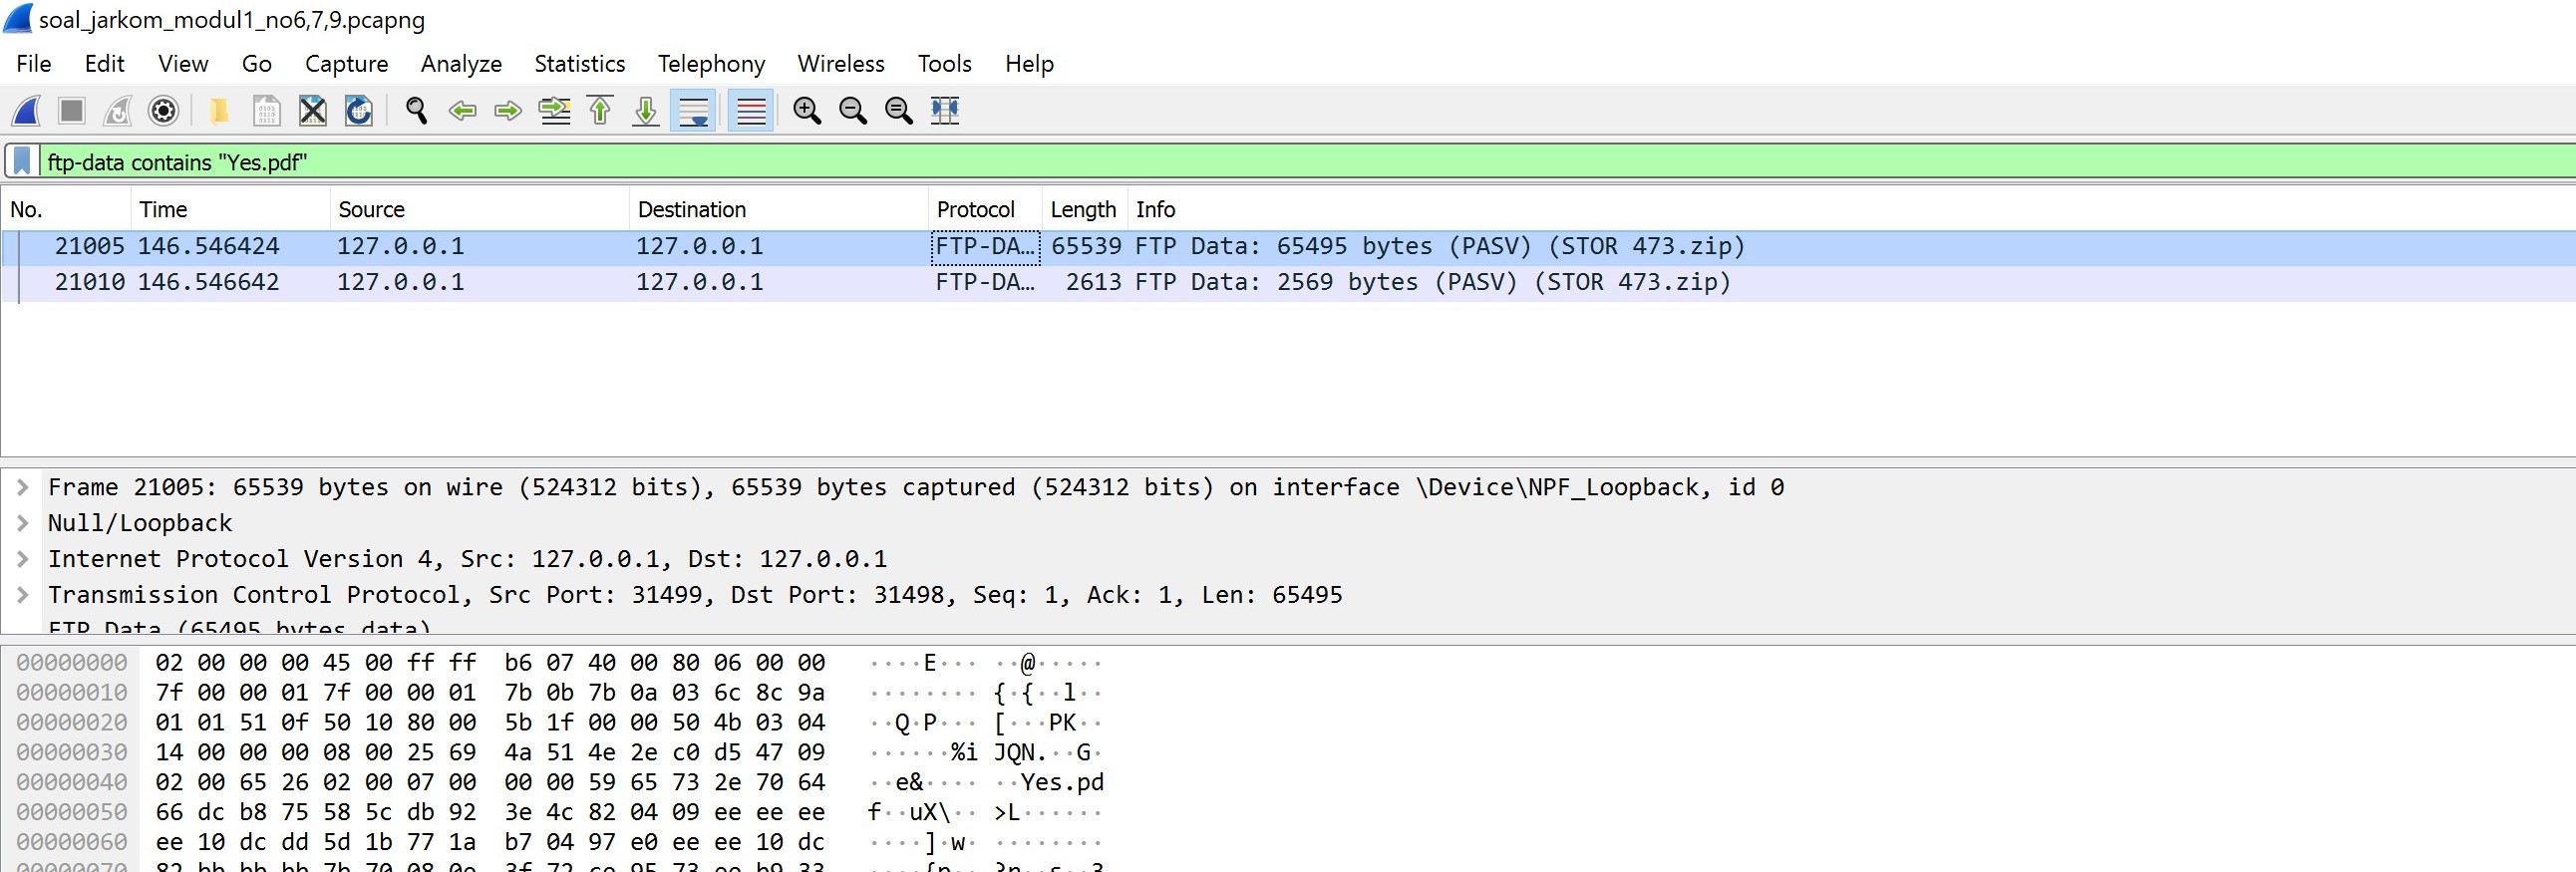 soal_jarkom_modul1_no6,7,9.pcapng
File Edit View Go Capture Analyze Statistics Telephony Wireless Tools Help
ftp-data contains "Yes.pdf"
No. Time Source Destination Protocol Length Info
21005 146.546424 127.0.0.1 127.0.0.1 FTP-DA… 65539 FTP Data: 65495 bytes (PASV) (STOR 473.zip)
21010 146.546642 127.0.0.1 127.0.0.1 FTP-DA… 2613 FTP Data: 2569 bytes (PASV) (STOR 473.zip)
Frame 21005: 65539 bytes on wire (524312 bits), 65539 bytes captured (524312 bits) on interface \Device\NPF_Loopback, id 0
Null/Loopback
Internet Protocol Version 4, Src: 127.0.0.1, Dst: 127.0.0.1
Transmission Control Protocol, Src Port: 31499, Dst Port: 31498, Seq: 1, Ack: 1, Len: 65495
FTP Data (65495 bytes data)
00000000 02 00 00 00 45 00 ff ff b6 07 40 00 80 06 00 00 ····E··· ··@·····
00000010 7f 00 00 01 7f 00 00 01 7b 0b 7b 0a 03 6c 8c 9a ········ {·{··l··
00000020 01 01 51 0f 50 10 80 00 5b 1f 00 00 50 4b 03 04 ··Q·P··· [···PK··
00000030 14 00 00 00 08 00 25 69 4a 51 4e 2e c0 d5 47 09 ······%i JQN.··G·
00000040 02 00 65 26 02 00 07 00 00 00 59 65 73 2e 70 64 ··e&···· ··Yes.pd
00000050 66 dc b8 75 58 5c db 92 3e 4c 82 04 09 ee ee ee f··uX\·· >L······
00000060 ee 10 dc dd 5d 1b 77 1a b7 04 97 e0 ee ee 10 dc ····]·w· ········